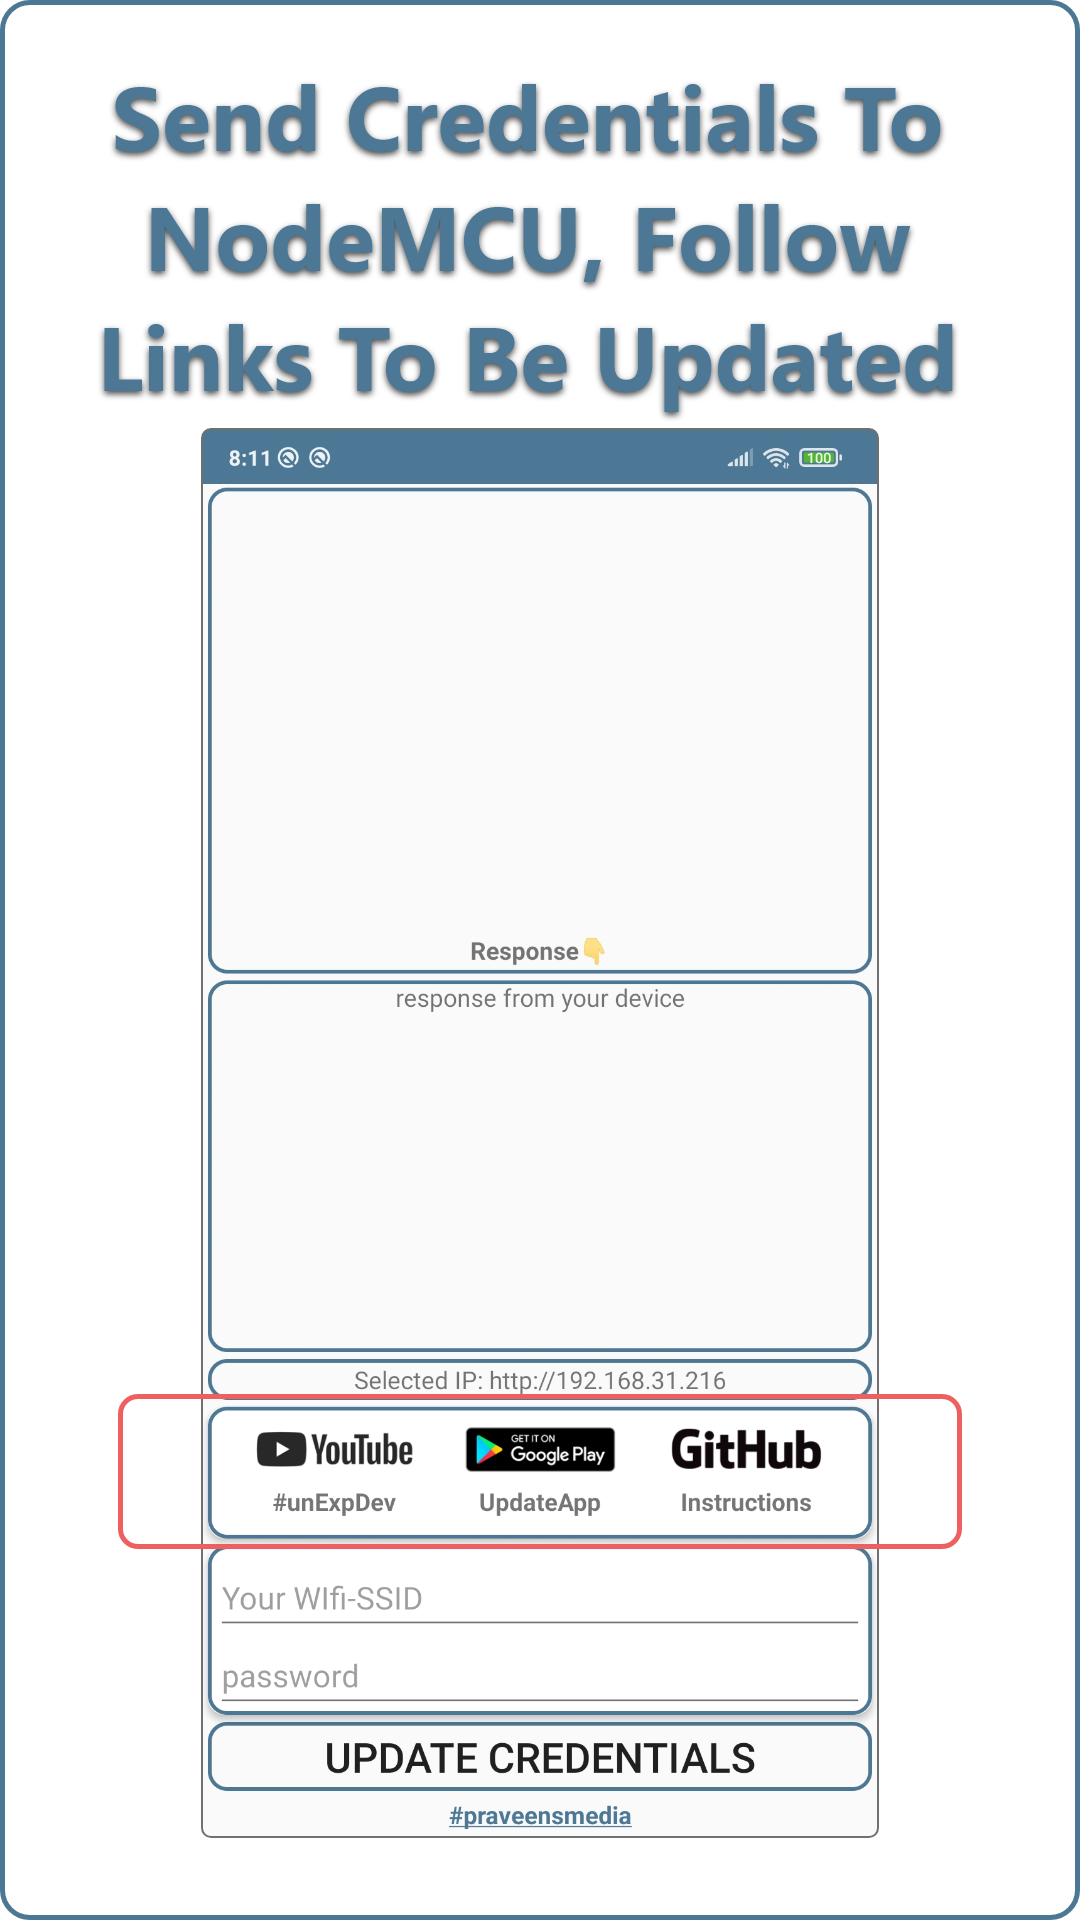 Send Credentials To
NodeMCU, Follow
Links To Be Updated
8:11 100
Response👇
response from your device
Selected IP: http://192.168.31.216
YouTube GET IT ON Google Play GitHub
#unExpDev UpdateApp Instructions
Your WIfi-SSID
password
UPDATE CREDENTIALS
#praveensmedia